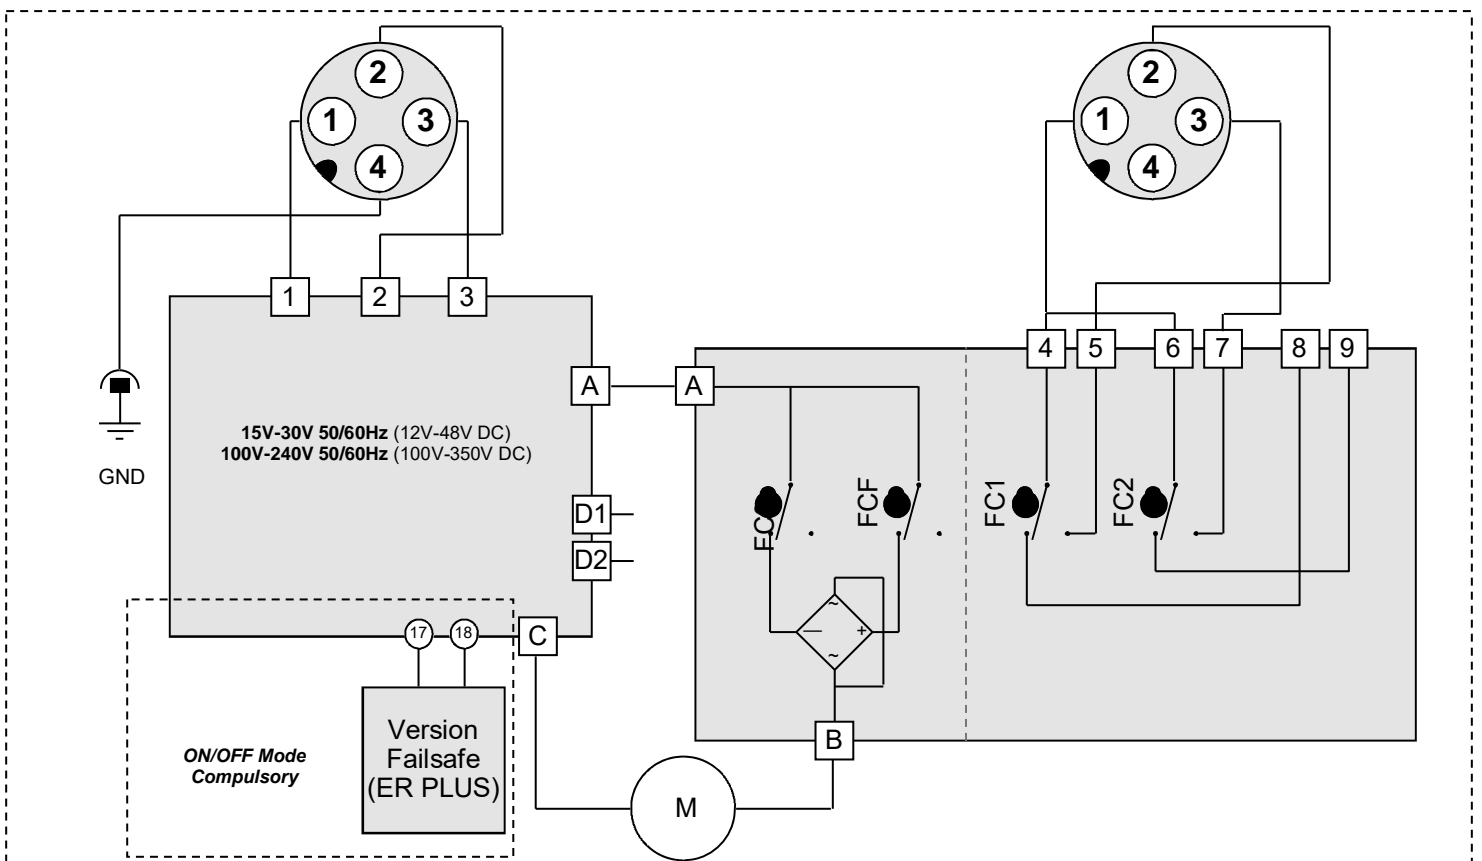 2
1
3
4
2
1
3
4
1
2
3
4
5
6
7
8
9
A
A
15V-30V 50/60Hz (12V-48V DC)
100V-240V 50/60Hz (100V-350V DC)
GND
FC
FCF
FC1
FC2
D1
D2
~
—
+
~
17
18
C
B
Version
Failsafe
(ER PLUS)
ON/OFF Mode
Compulsory
M